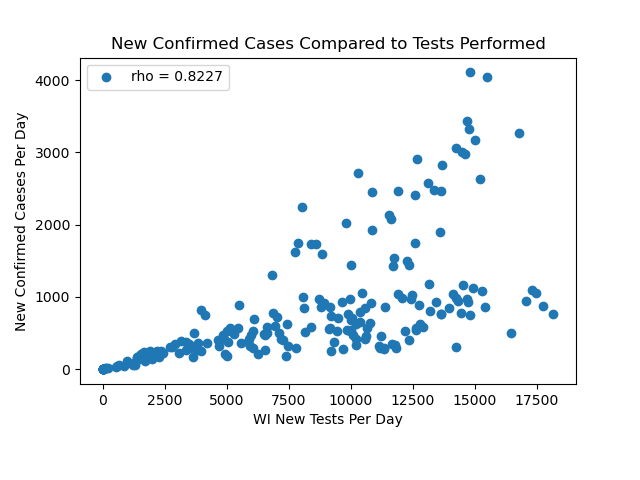 New Confirmed Cases Compared to Tests Performed
rho = 0.8227
New Confirmed Caeses Per Day
4000
3000
2000
1000
0
0 2500 5000 7500 10000 12500 15000 17500
WI New Tests Per Day